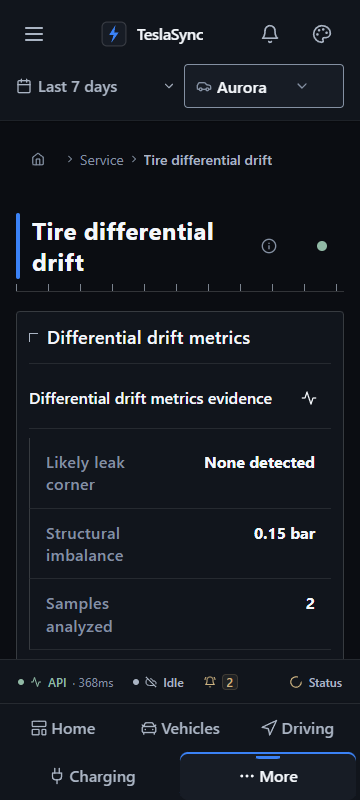 TeslaSync
Last 7 days
Aurora
Service
Tire differential drift
Tire differential
drift
Differential drift metrics
Differential drift metrics evidence
Likely leak
corner
None detected
Structural
imbalance
0.15 bar
Samples
analyzed
2
API · 368ms
Idle
2
Status
Home
Vehicles
Driving
Charging
More